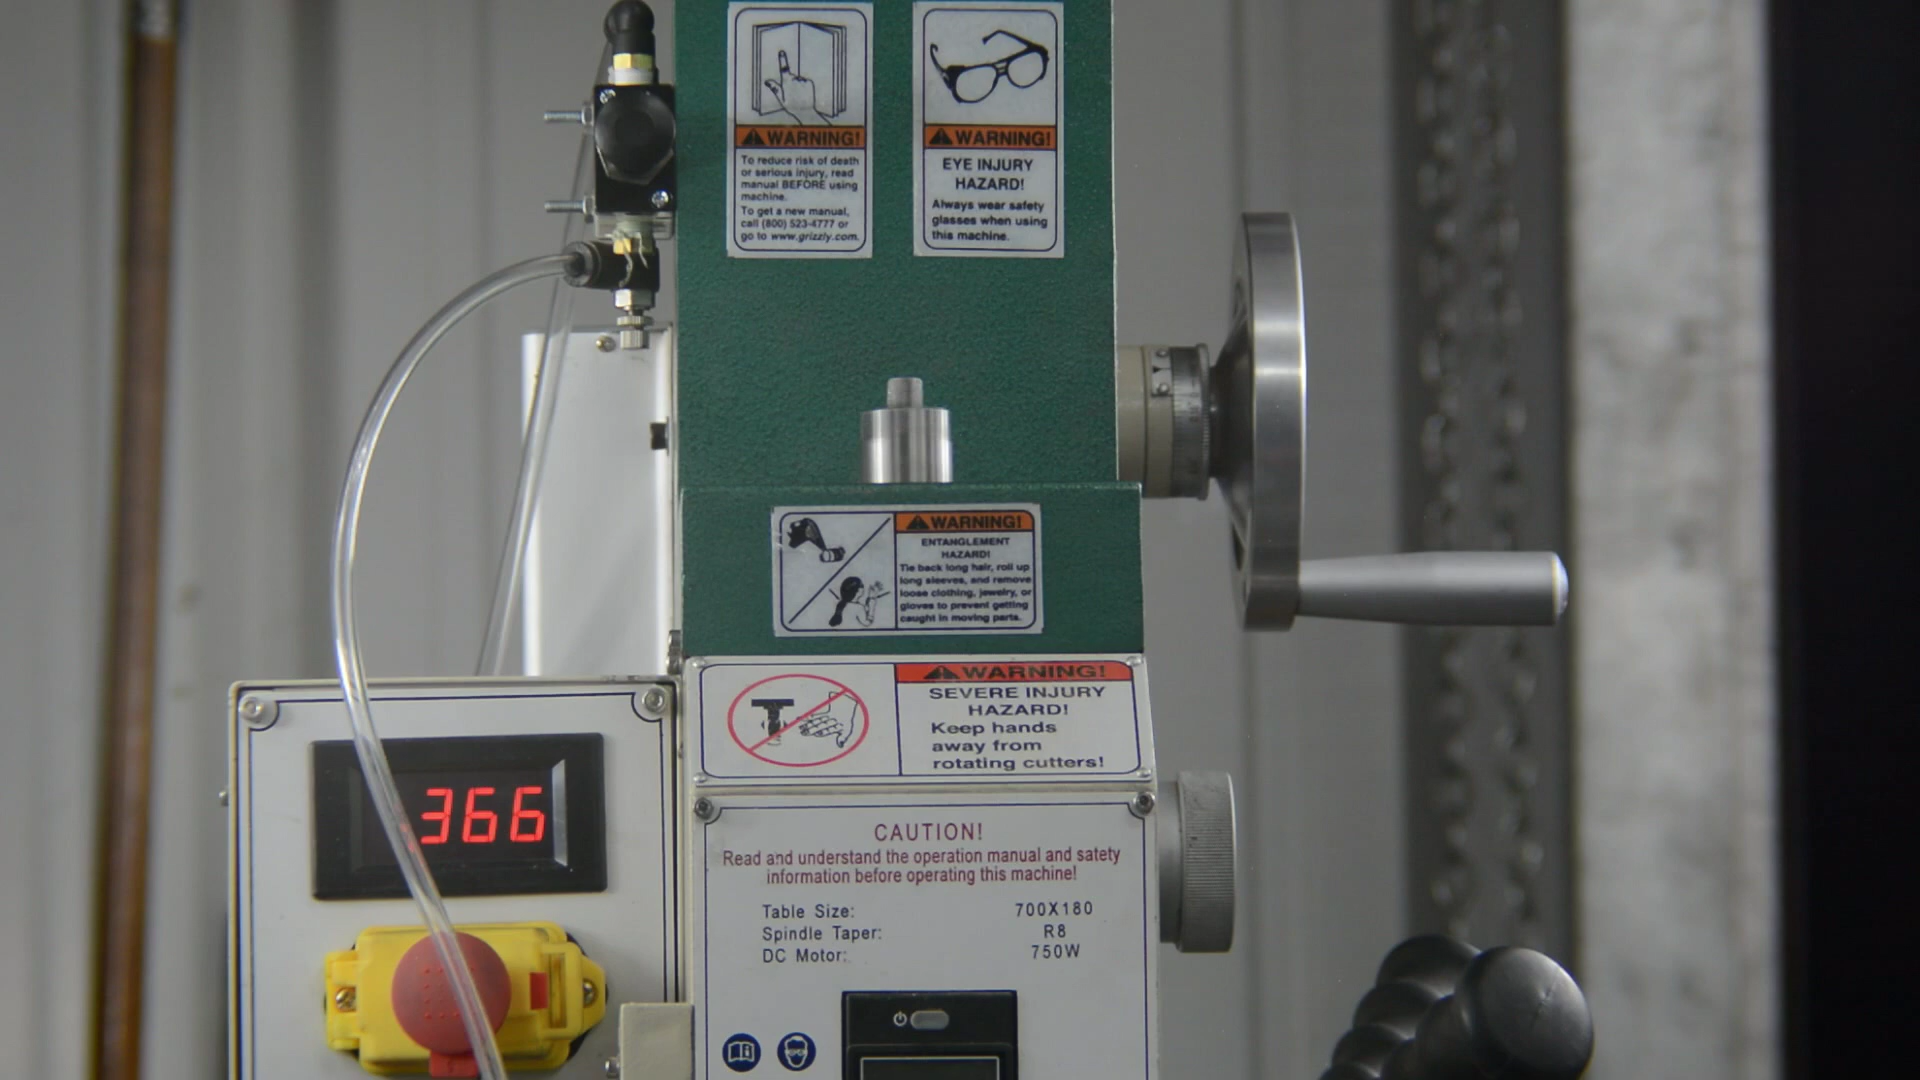 WARNING!
To reduce risk of death
or serious injury, read
manual BEFORE using
machine.
To get a new manual,
call (800) 523-4777 or
go to www.grizzly.com.
WARNING!
EYE INJURY
HAZARD!
Always wear safety
glasses when using
this machine.
WARNING!
ENTANGLEMENT
HAZARD!
Tie back long hair, roll up
long sleeves, and remove
loose clothing, jewelry, or
gloves to prevent getting
caught in moving parts.
WARNING!
SEVERE INJURY
HAZARD!
Keep hands
away from
rotating cutters!
366
CAUTION!
Read and understand the operation manual and satety
information before operating this machine!
Table Size: 700X180
Spindle Taper: R8
DC Motor: 750W